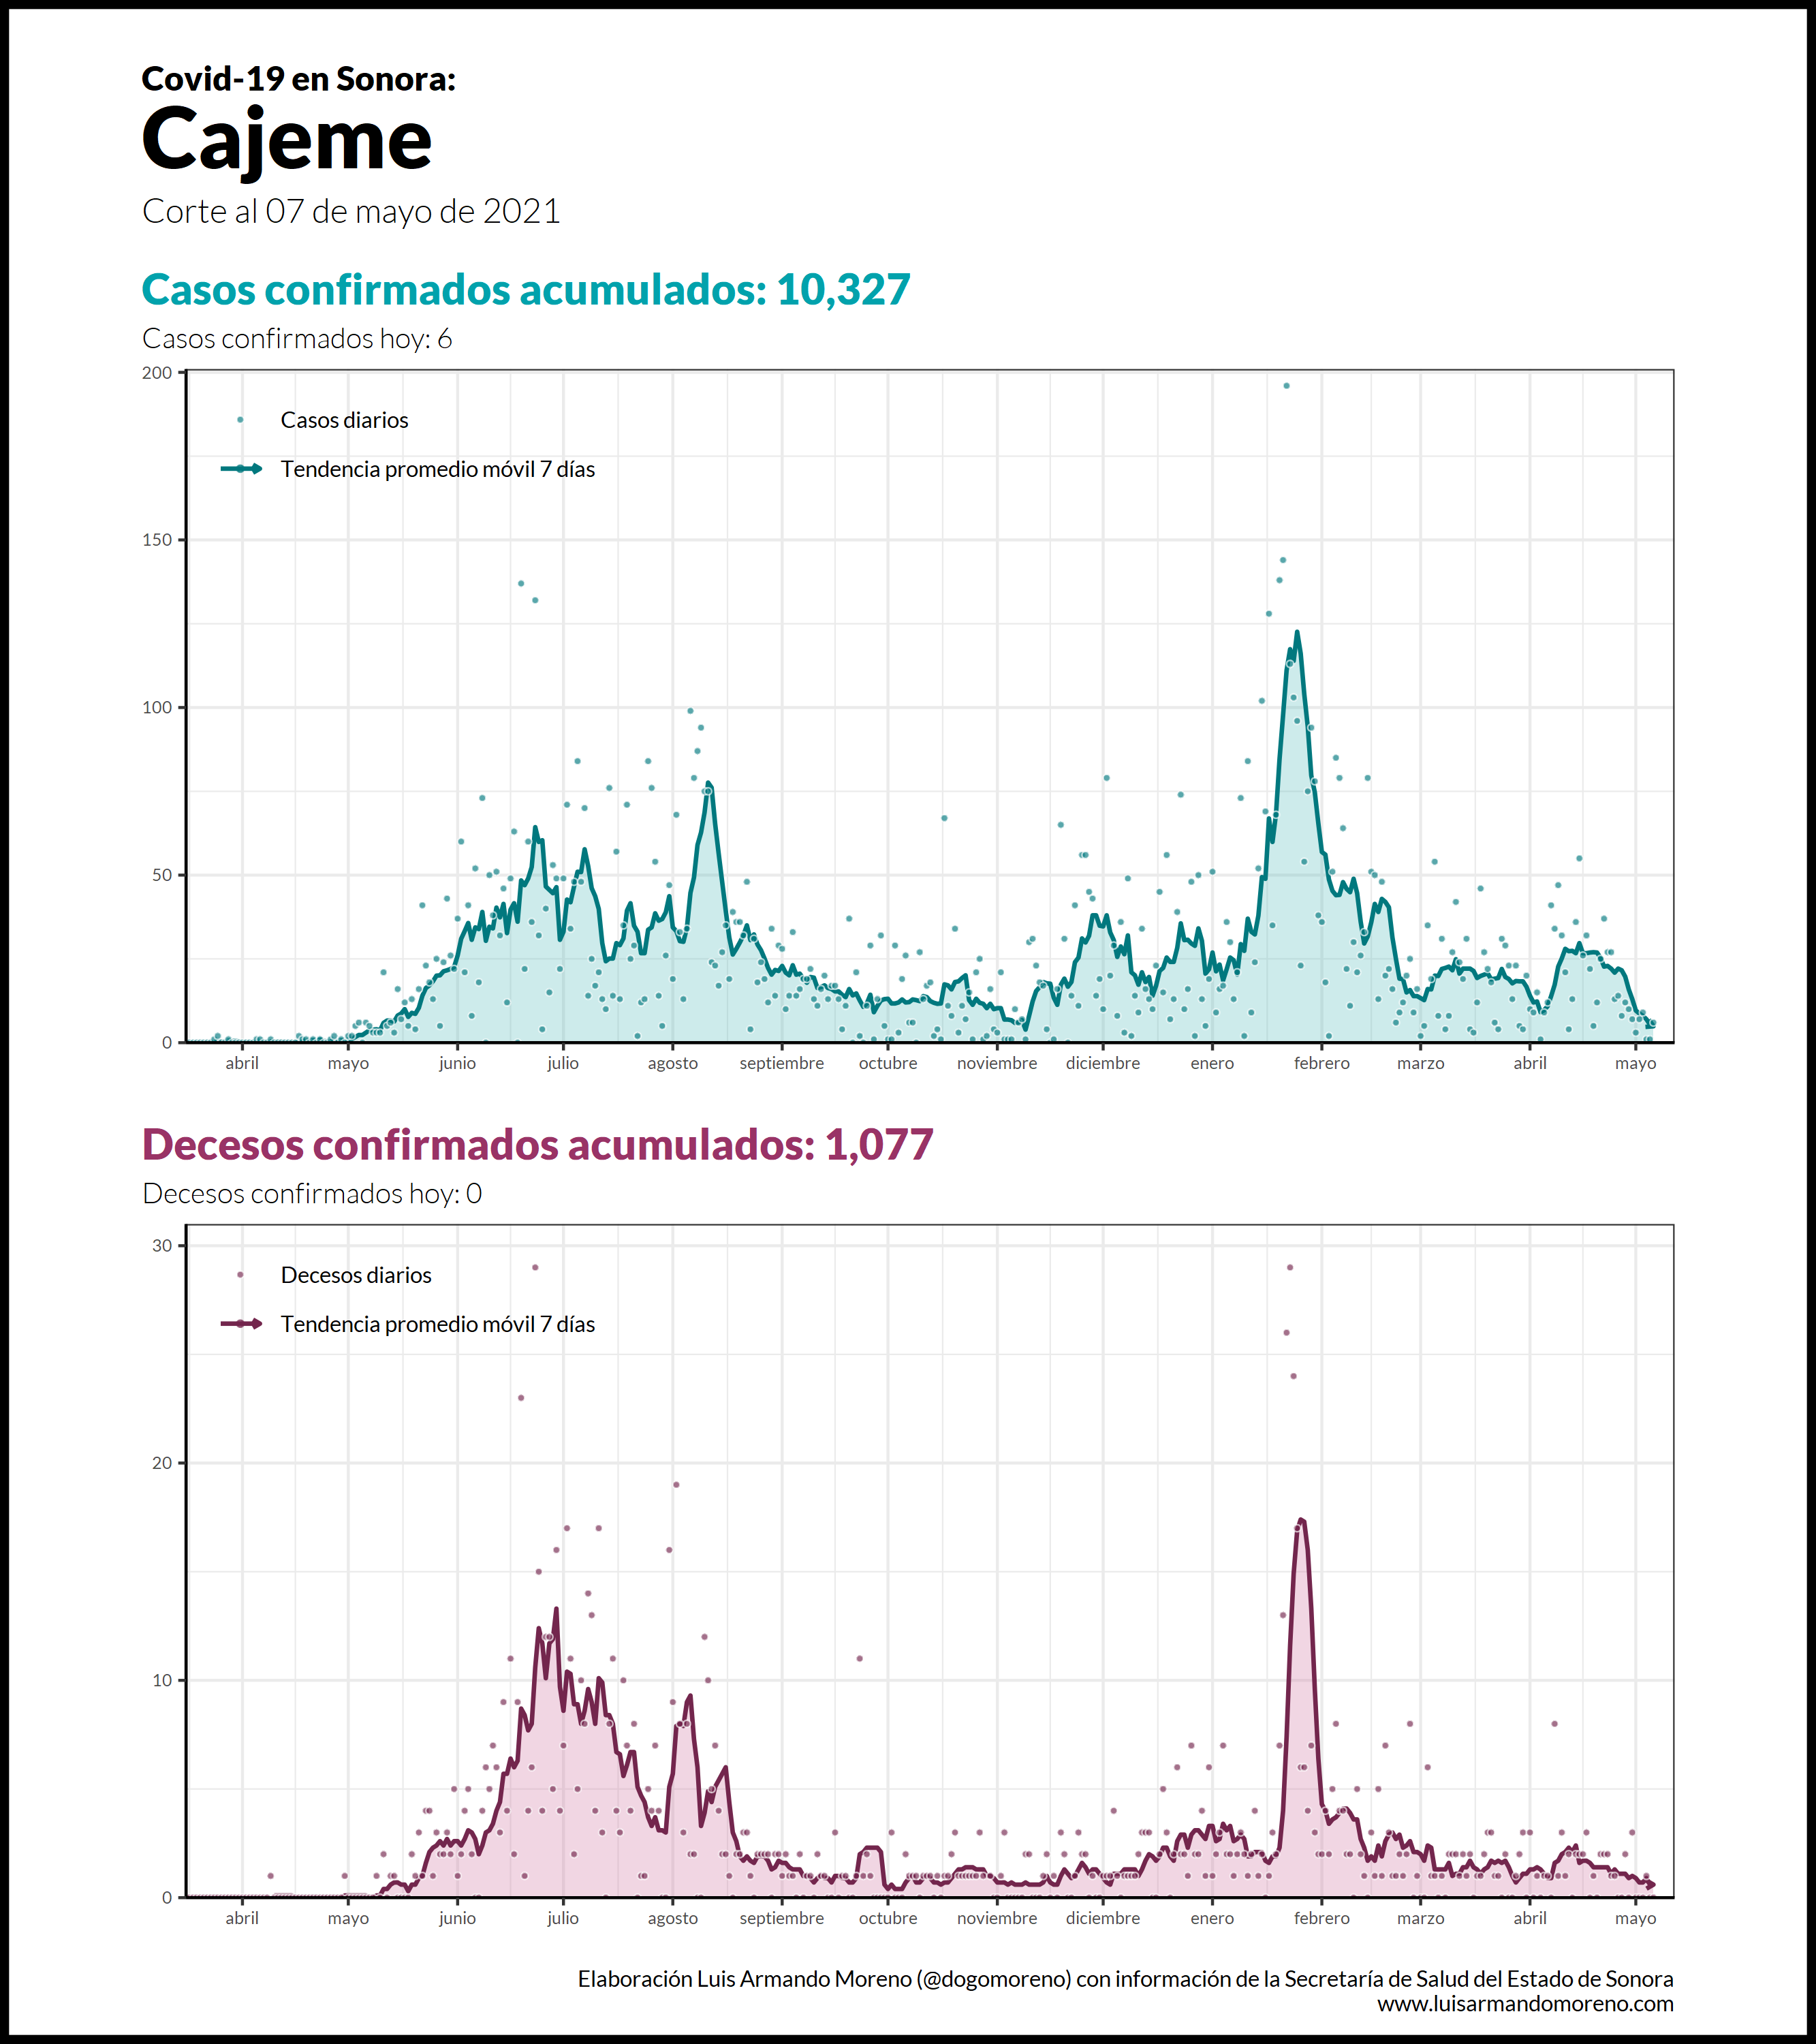 Covid-19 en Sonora:
Cajeme
Corte al 07 de mayo de 2021
Casos confirmados acumulados: 10,327
Casos confirmados hoy: 6
200
Casos diarios
Tendencia promedio móvil 7 días
150
100
50
0
abril mayo junio julio agosto septiembre octubre noviembre diciembre enero febrero marzo abril mayo
Decesos confirmados acumulados: 1,077
Decesos confirmados hoy: 0
30
Decesos diarios
Tendencia promedio móvil 7 días
20
10
0
abril mayo junio julio agosto septiembre octubre noviembre diciembre enero febrero marzo abril mayo
Elaboración Luis Armando Moreno (@dogomoreno) con información de la Secretaría de Salud del Estado de Sonora
www.luisarmandomoreno.com